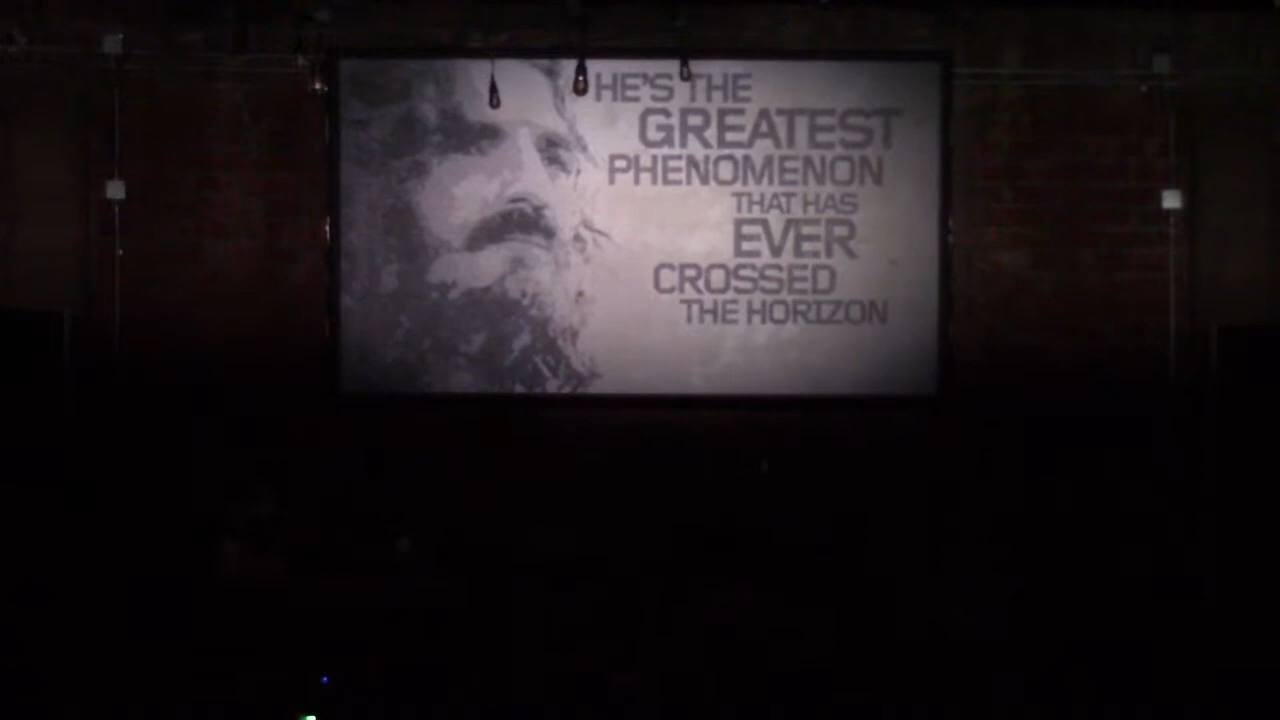 HE'S THE
GREATEST
PHENOMENON
THAT HAS
EVER
CROSSED
THE HORIZON